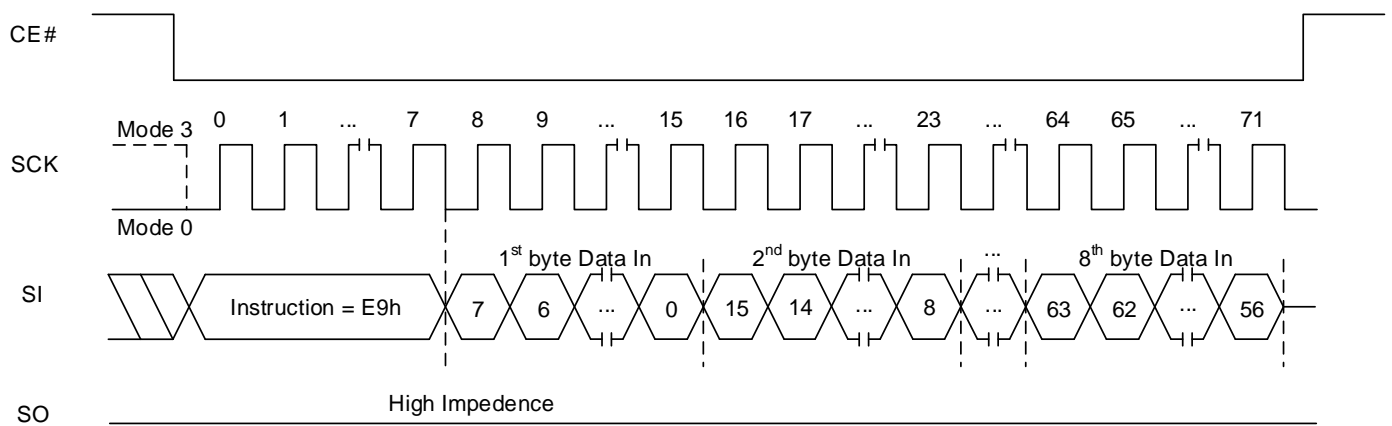 CE#
Mode 3 0 1 ... 7 8 9 ... 15 16 17 ... 23 ... 64 65 ... 71
SCK
Mode 0
1st byte Data In 2nd byte Data In ... 8th byte Data In
SI Instruction = E9h 7 6 ... 0 15 14 ... 8 ... 63 62 ... 56
High Impedence
SO